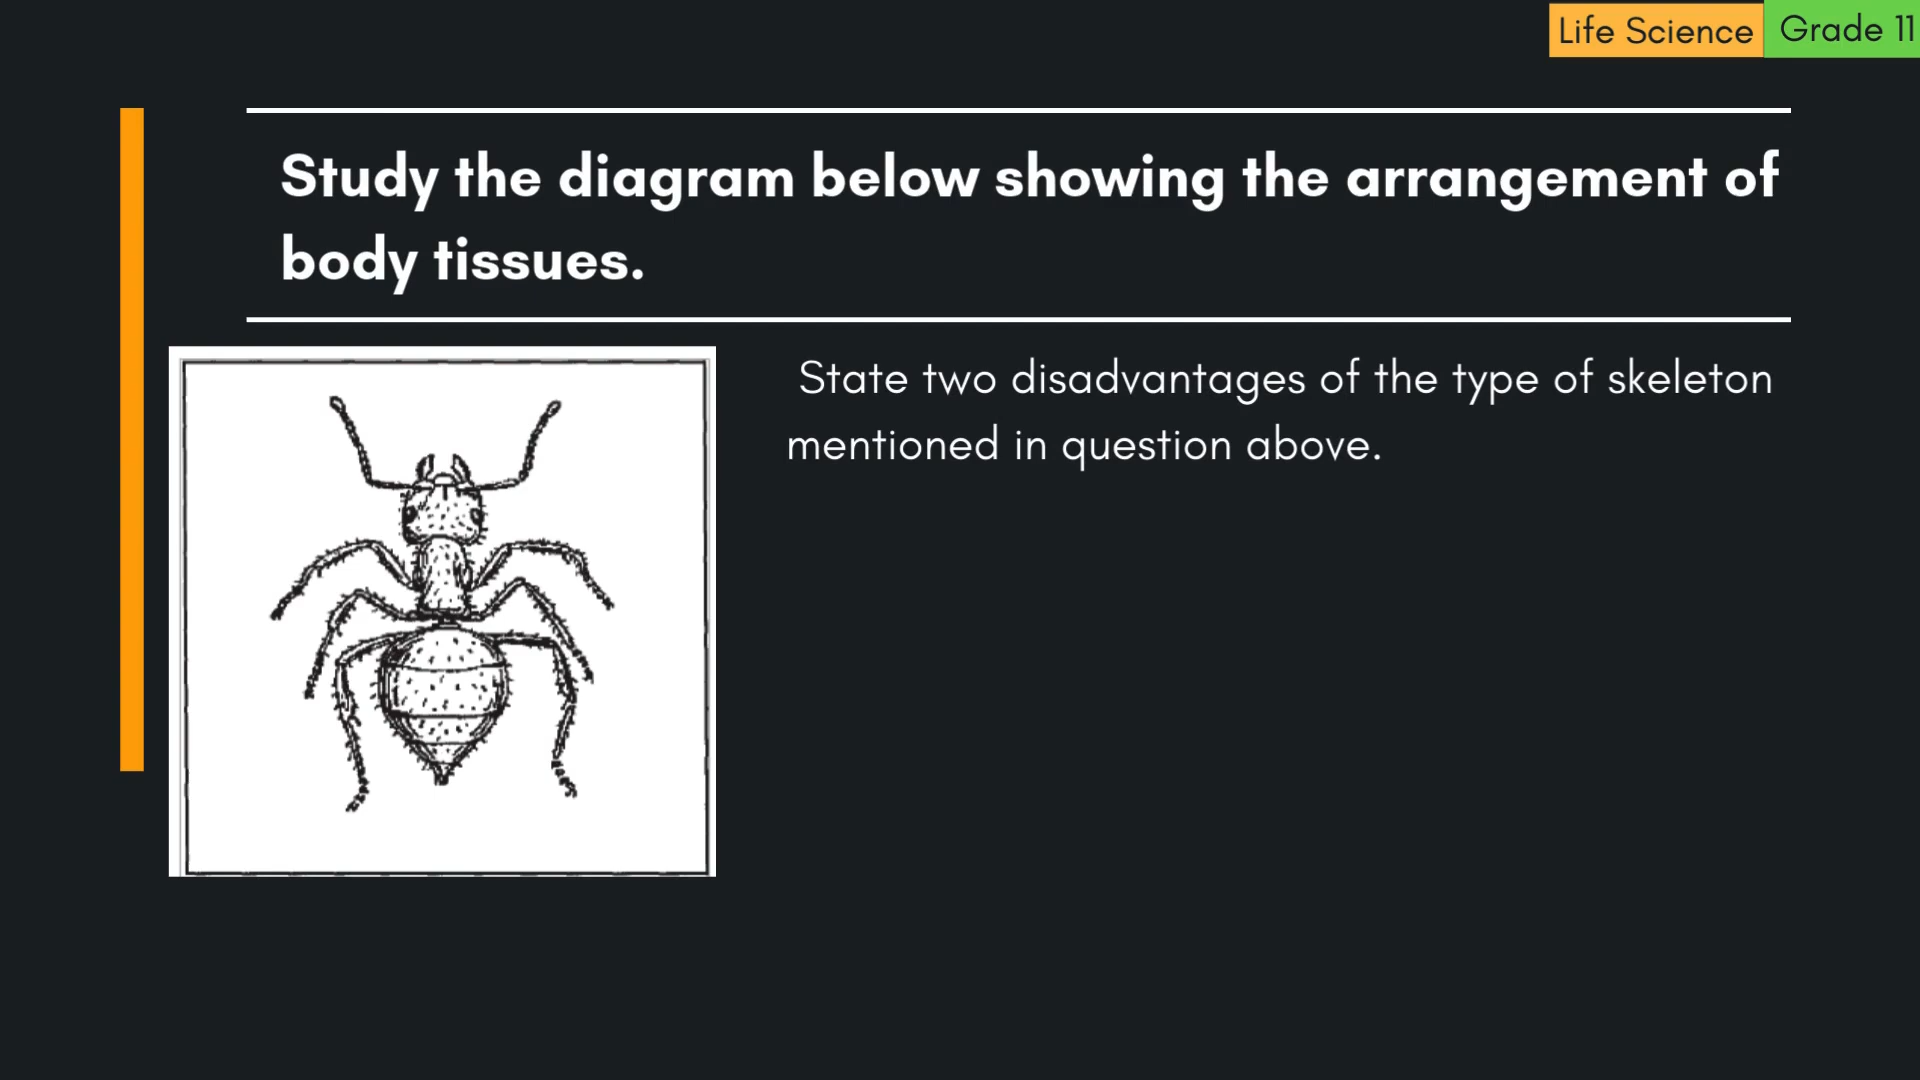 Life Science
Grade 11
Study the diagram below showing the arrangement of
body tissues.
State two disadvantages of the type of skeleton
mentioned in question above.